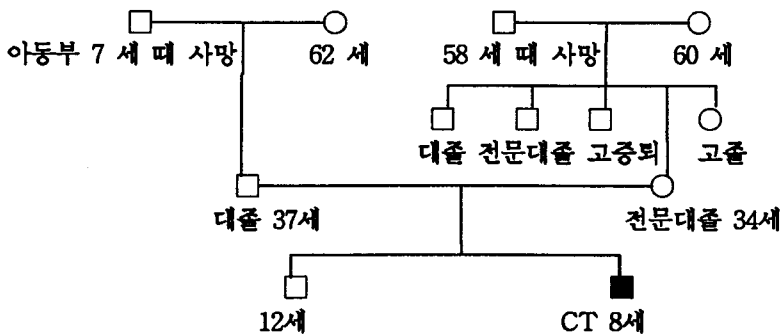 아동부 7 세 때 사망 62 세 58 세 때 사망 60 세
대졸 전문대졸 고중퇴 고졸
대졸 37세 전문대졸 34세
12세 CT 8세